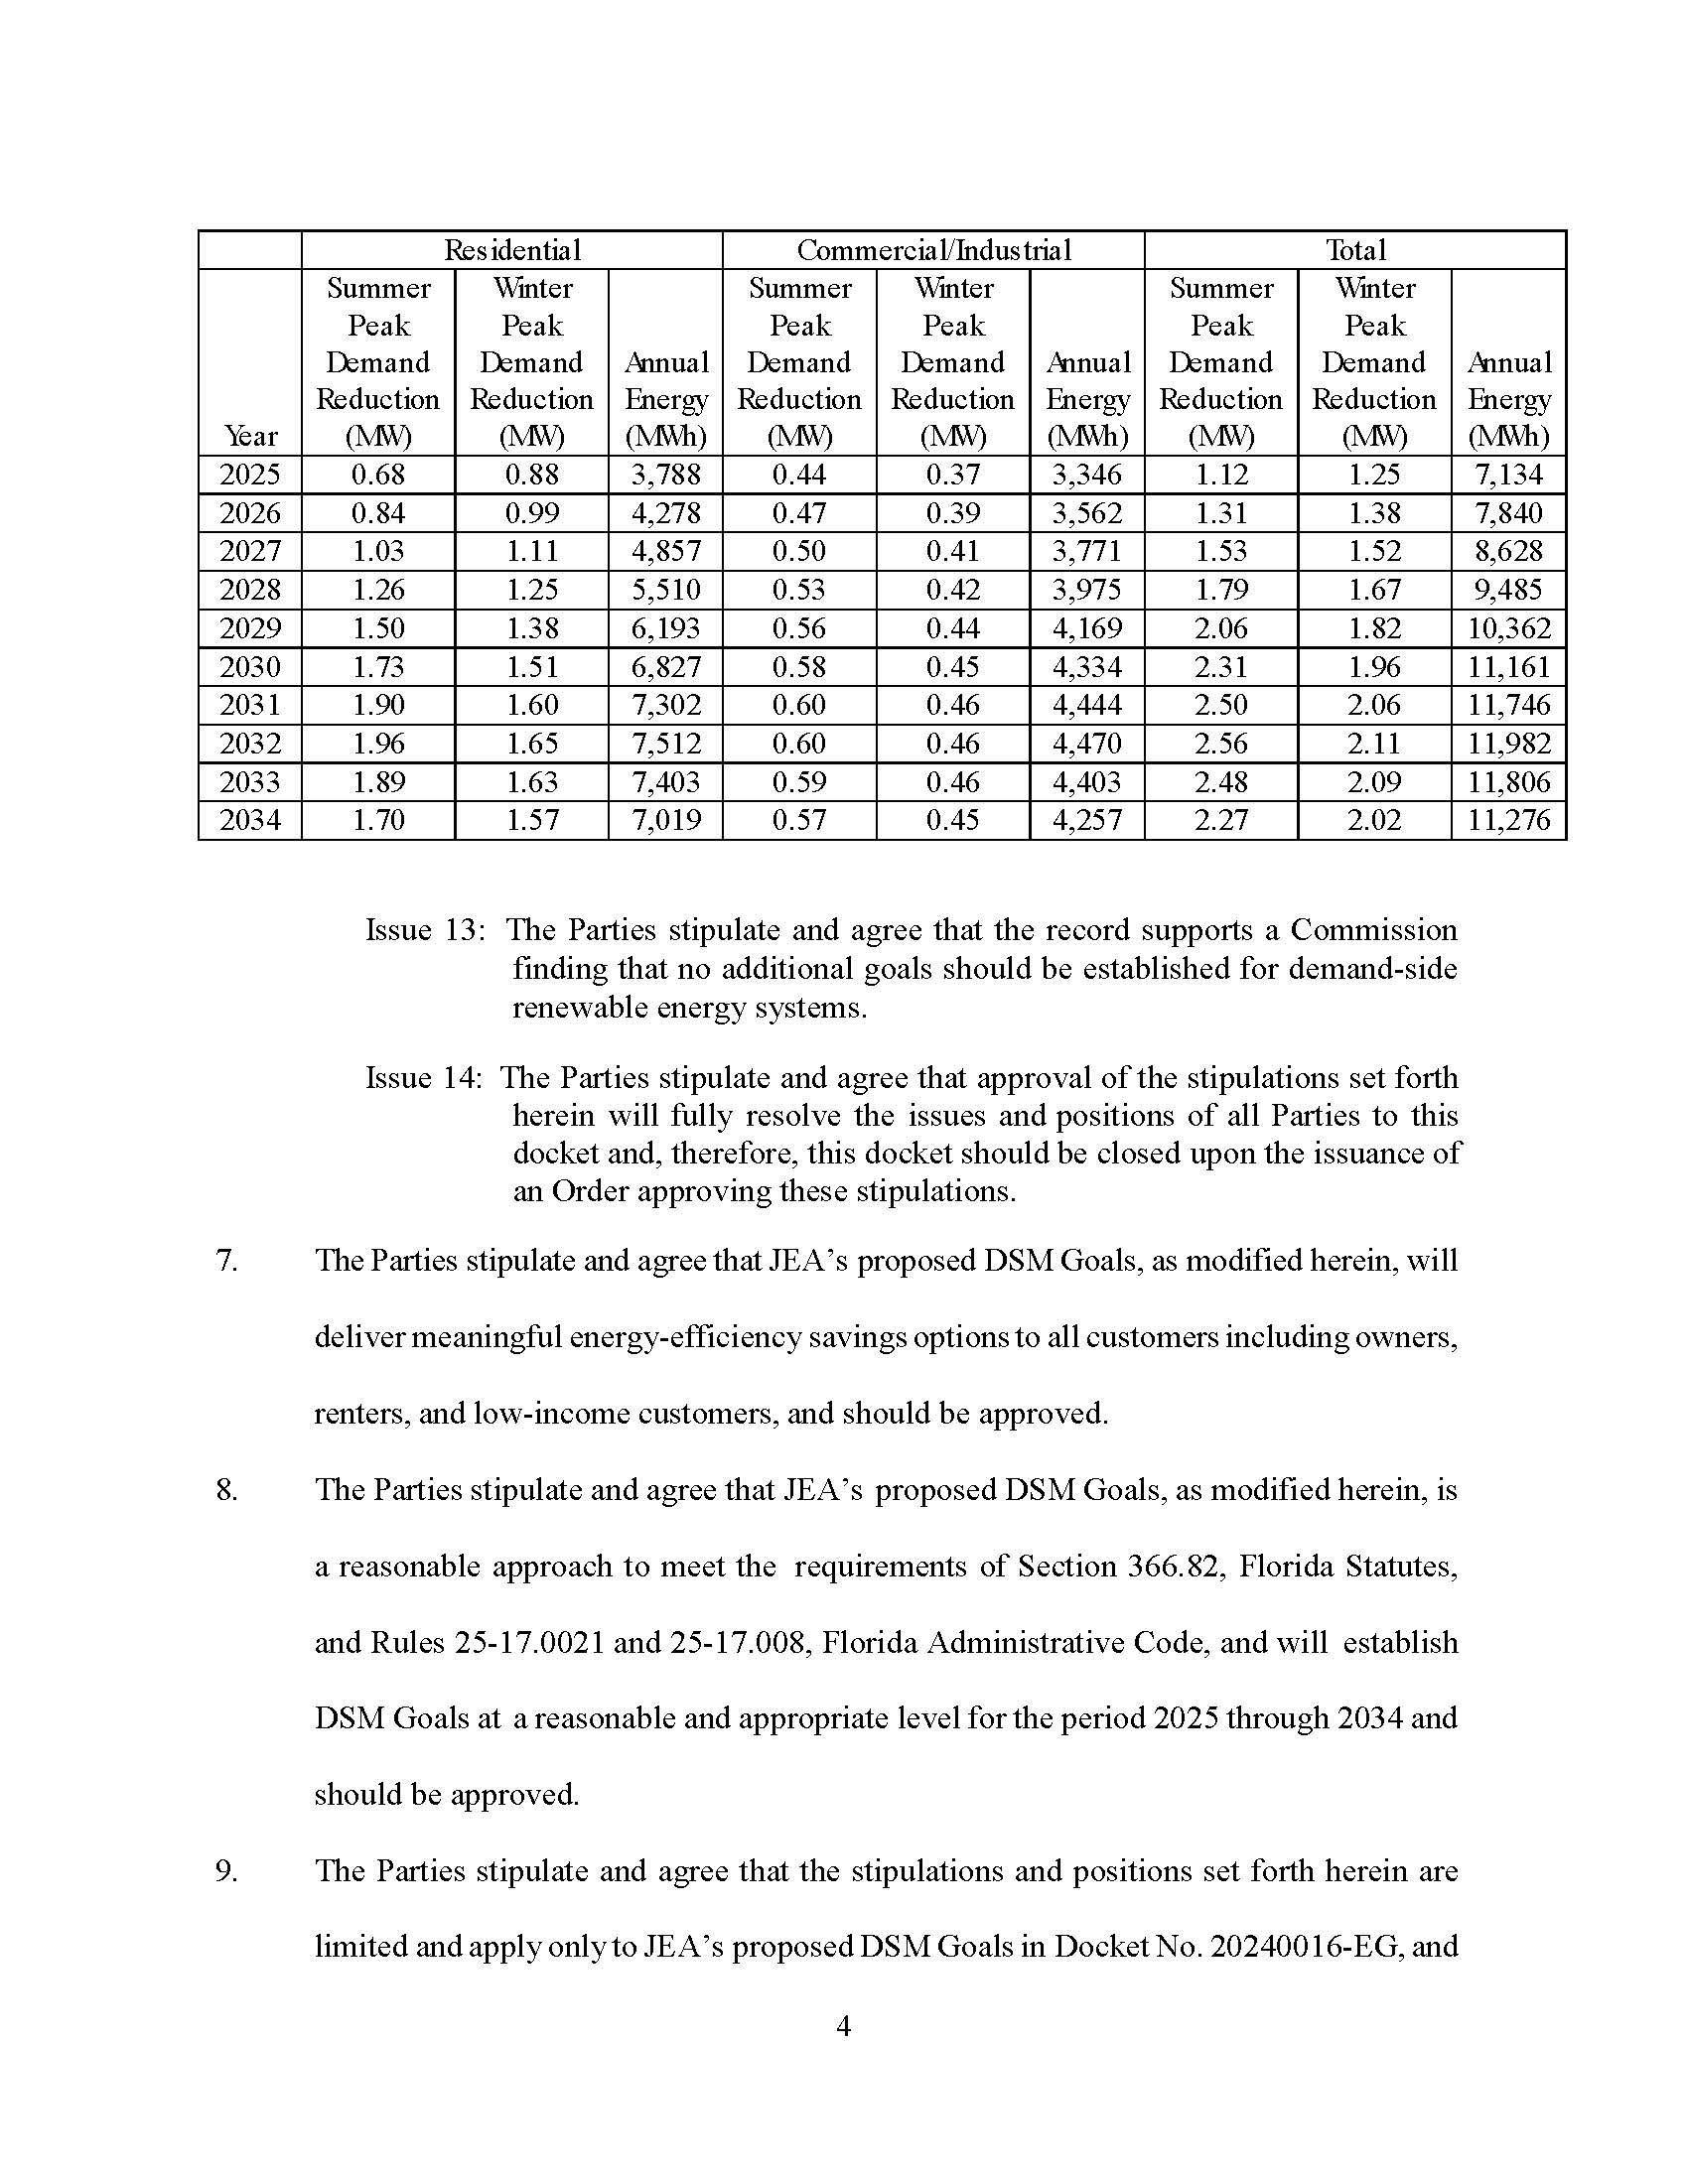 Residential Commercial/Industrial Total
Year Summer Peak Demand Reduction (MW) Winter Peak Demand Reduction (MW) Annual Energy (MWh) Summer Peak Demand Reduction (MW) Winter Peak Demand Reduction (MW) Annual Energy (MWh) Summer Peak Demand Reduction (MW) Winter Peak Demand Reduction (MW) Annual Energy (MWh)
2025 0.68 0.88 3,788 0.44 0.37 3,346 1.12 1.25 7,134
2026 0.84 0.99 4,278 0.47 0.39 3,562 1.31 1.38 7,840
2027 1.03 1.11 4,857 0.50 0.41 3,771 1.53 1.52 8,628
2028 1.26 1.25 5,510 0.53 0.42 3,975 1.79 1.67 9,485
2029 1.50 1.38 6,193 0.56 0.44 4,169 2.06 1.82 10,362
2030 1.73 1.51 6,827 0.58 0.45 4,334 2.31 1.96 11,161
2031 1.90 1.60 7,302 0.60 0.46 4,444 2.50 2.06 11,746
2032 1.96 1.65 7,512 0.60 0.46 4,470 2.56 2.11 11,982
2033 1.89 1.63 7,403 0.59 0.46 4,403 2.48 2.09 11,806
2034 1.70 1.57 7,019 0.57 0.45 4,257 2.27 2.02 11,276
Issue 13: The Parties stipulate and agree that the record supports a Commission
finding that no additional goals should be established for demand-side
renewable energy systems.
Issue 14: The Parties stipulate and agree that approval of the stipulations set forth
herein will fully resolve the issues and positions of all Parties to this
docket and, therefore, this docket should be closed upon the issuance of
an Order approving these stipulations.
7. The Parties stipulate and agree that JEA’s proposed DSM Goals, as modified herein, will
deliver meaningful energy-efficiency savings options to all customers including owners,
renters, and low-income customers, and should be approved.
8. The Parties stipulate and agree that JEA’s proposed DSM Goals, as modified herein, is
a reasonable approach to meet the requirements of Section 366.82, Florida Statutes,
and Rules 25-17.0021 and 25-17.008, Florida Administrative Code, and will establish
DSM Goals at a reasonable and appropriate level for the period 2025 through 2034 and
should be approved.
9. The Parties stipulate and agree that the stipulations and positions set forth herein are
limited and apply only to JEA’s proposed DSM Goals in Docket No. 20240016-EG, and
4